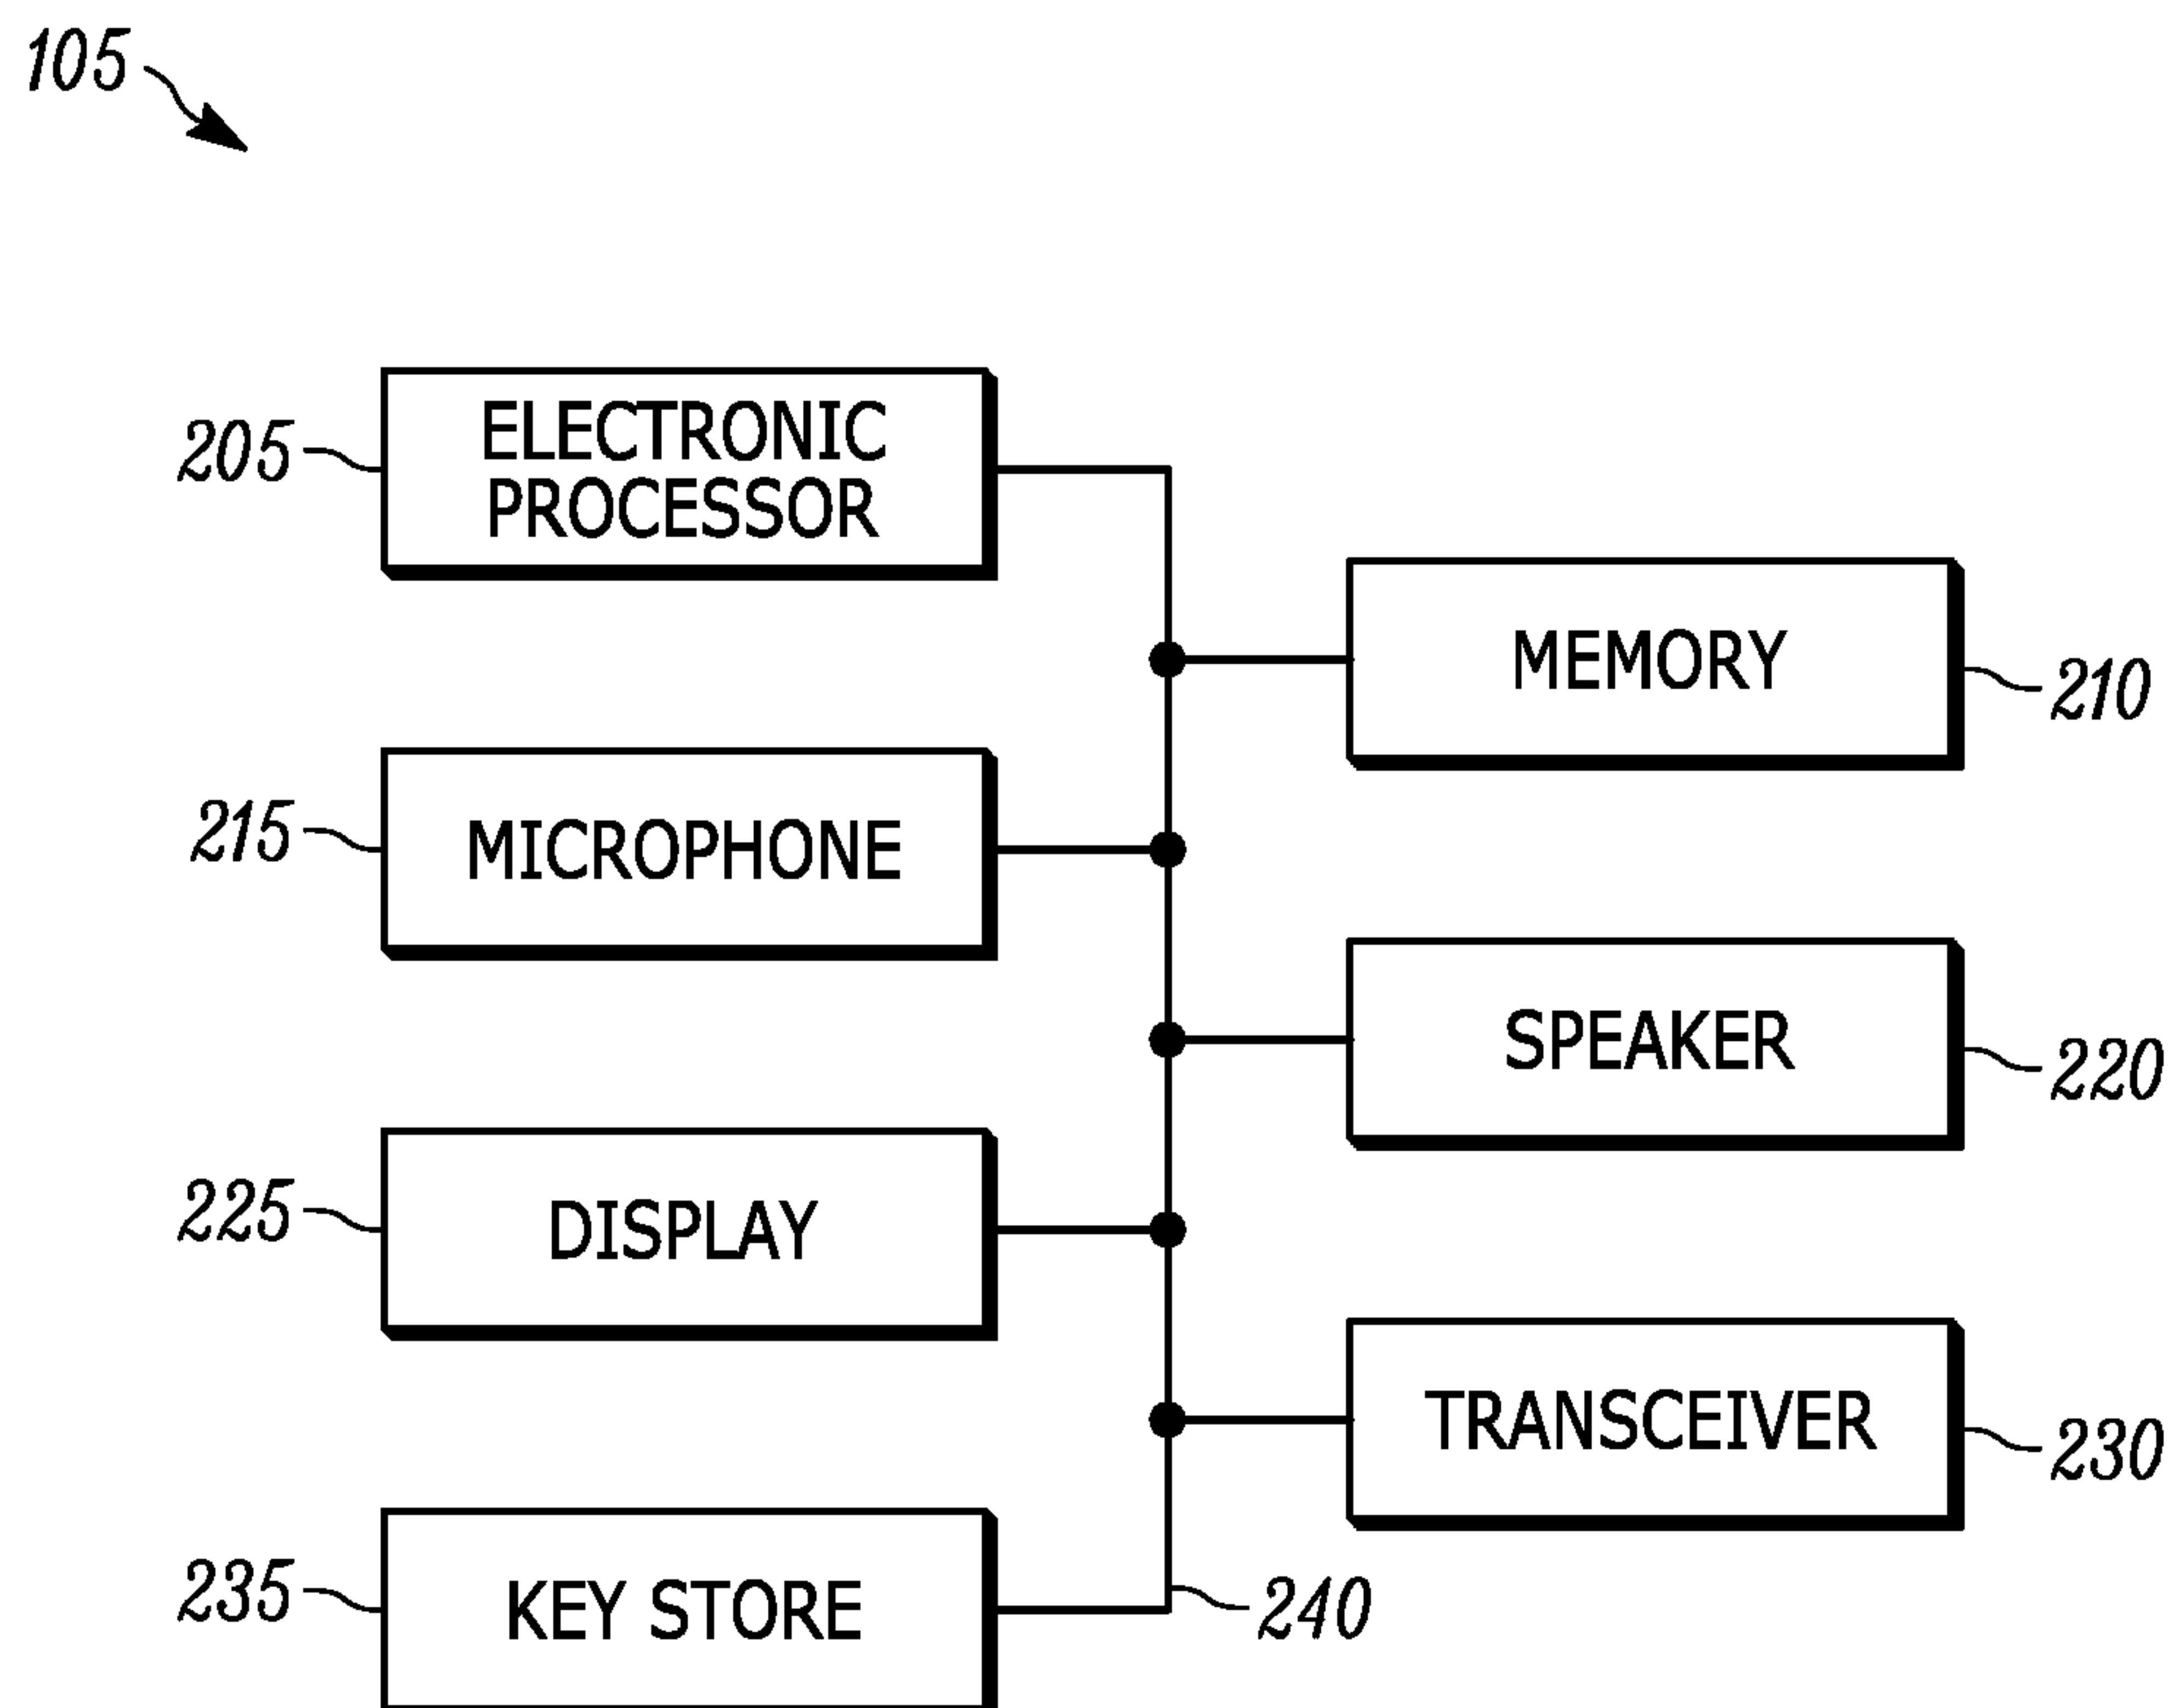 105
205
ELECTRONIC
PROCESSOR
MEMORY
210
215
MICROPHONE
SPEAKER
220
225
DISPLAY
TRANSCEIVER
230
235
KEY STORE
240